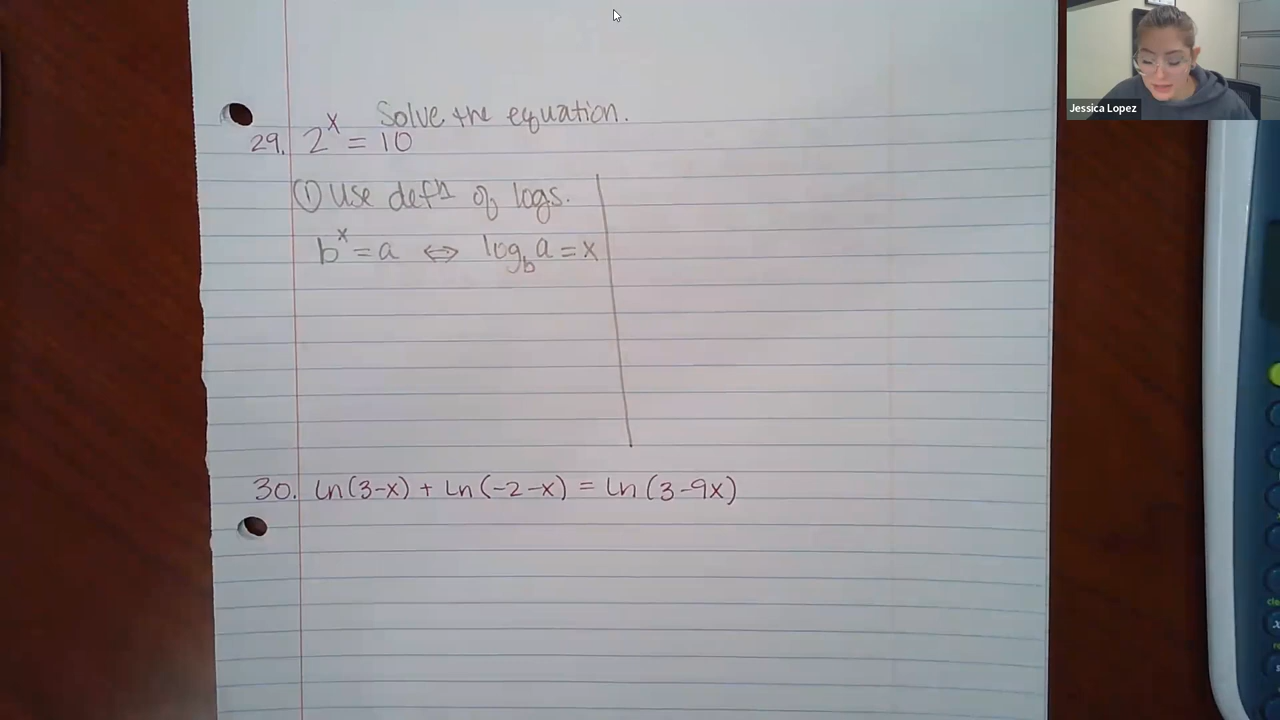 Jessica Lopez
Solve the equation.
29. 2^x = 10
① Use defn of logs.
b^x = a ⇔ log_b a = x
30. ln(3-x) + ln(-2-x) = ln(3-9x)